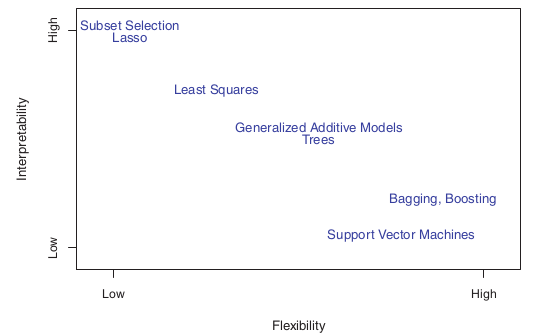 High
Subset Selection
Lasso
Least Squares
Generalized Additive Models
Trees
Bagging, Boosting
Support Vector Machines
Low
Interpretability
Low
High
Flexibility